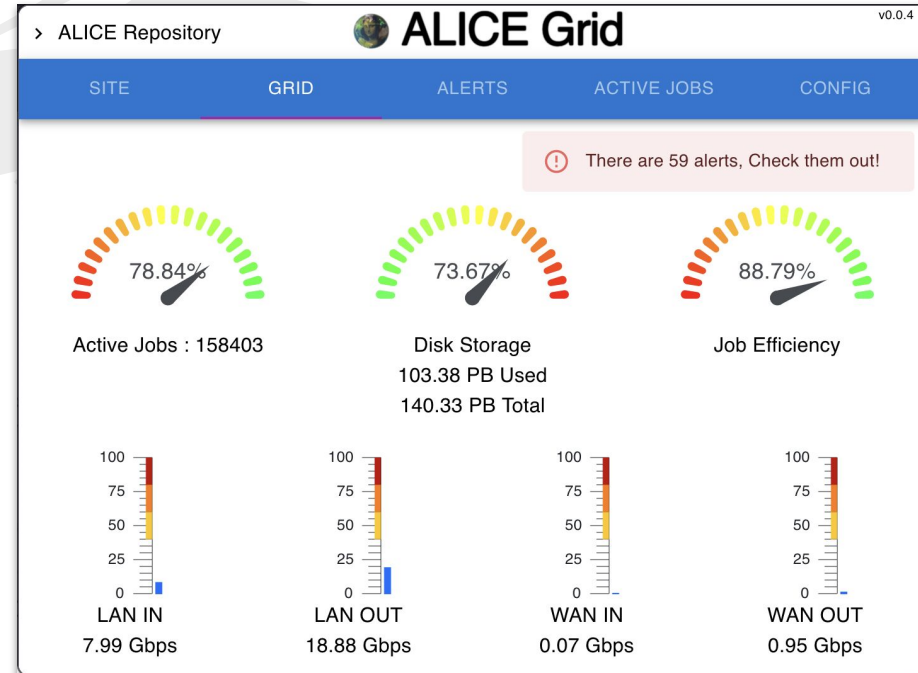 v0.0.4
> ALICE Repository
ALICE Grid
SITE GRID ALERTS ACTIVE JOBS CONFIG
There are 59 alerts, Check them out!
78.84%
73.67%
88.79%
Active Jobs : 158403
Disk Storage
103.38 PB Used
140.33 PB Total
Job Efficiency
100
75
50
25
0
LAN IN
7.99 Gbps
100
75
50
25
0
LAN OUT
18.88 Gbps
100
75
50
25
0
WAN IN
0.07 Gbps
100
75
50
25
0
WAN OUT
0.95 Gbps